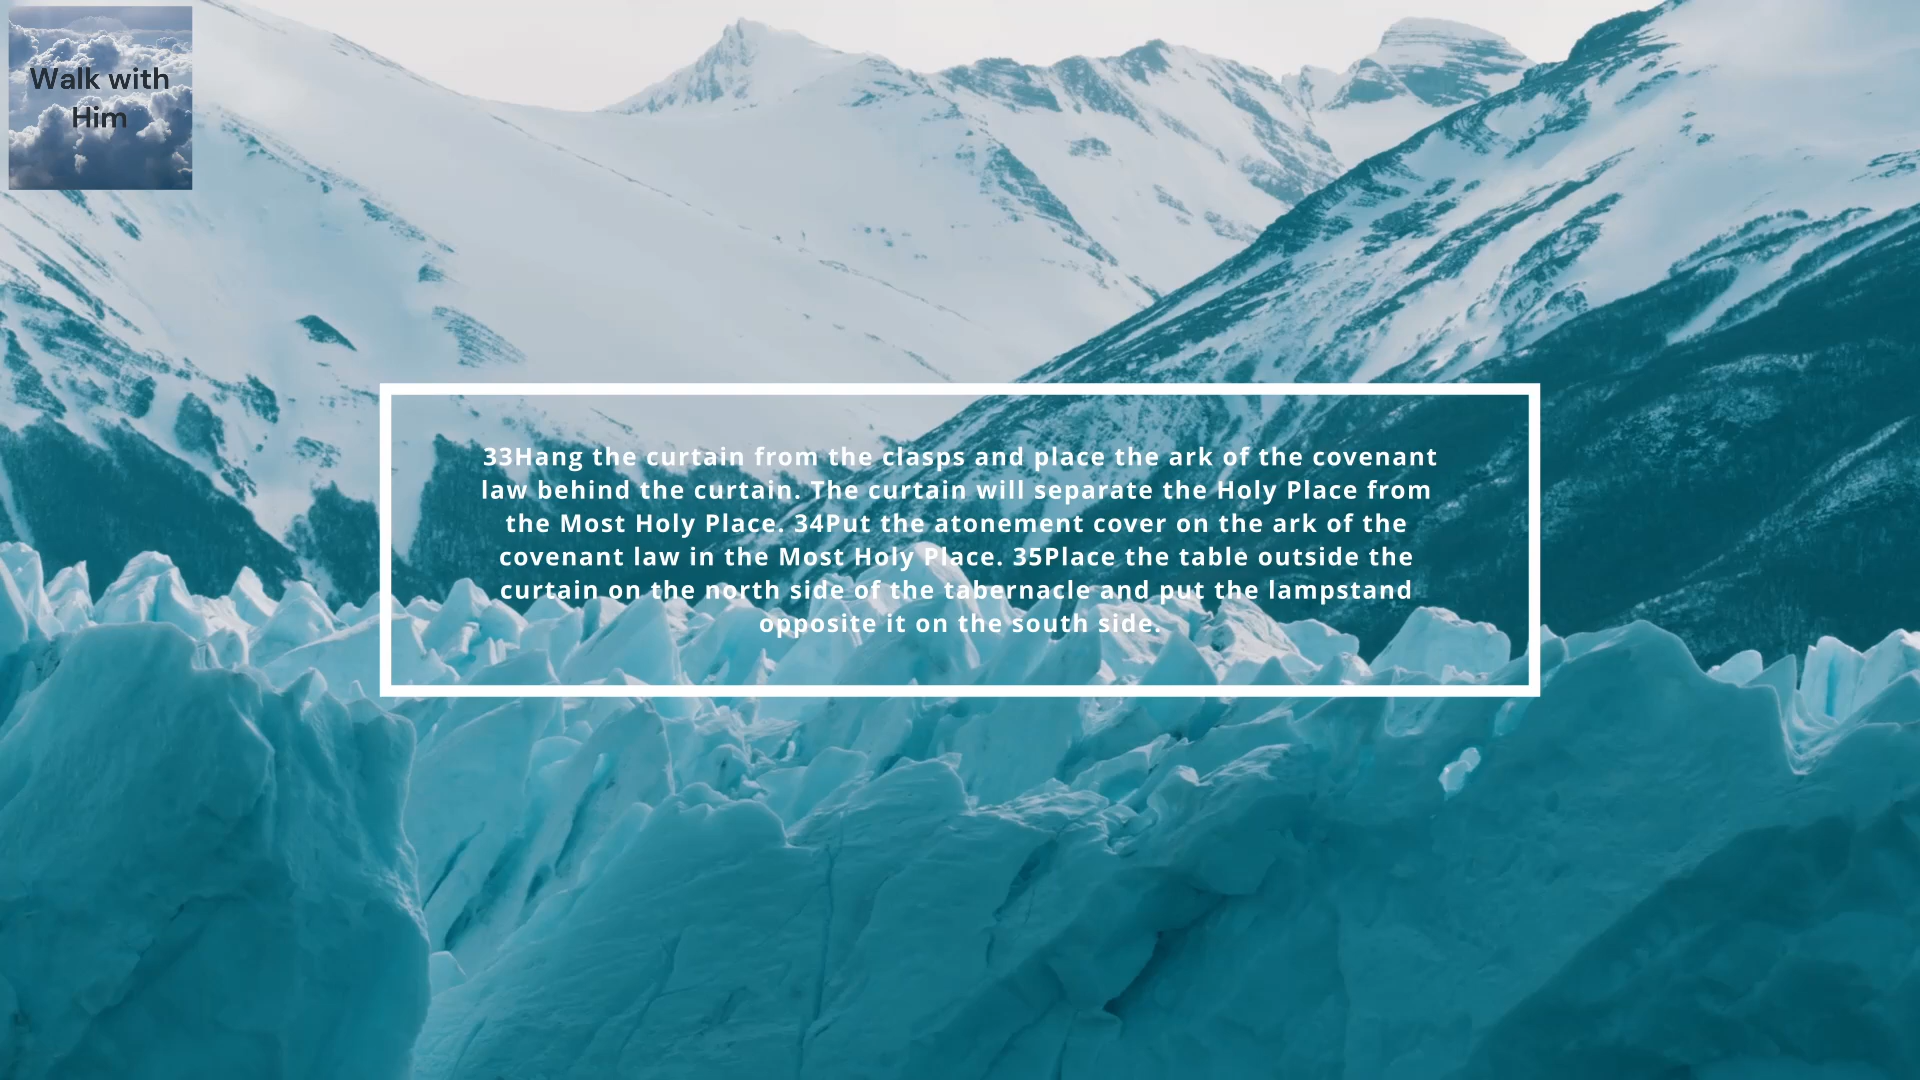 Walk with
Him
33Hang the curtain from the clasps and place the ark of the covenant
law behind the curtain. The curtain will separate the Holy Place from
the Most Holy Place. 34Put the atonement cover on the ark of the
covenant law in the Most Holy Place. 35Place the table outside the
curtain on the north side of the tabernacle and put the lampstand
opposite it on the south side.